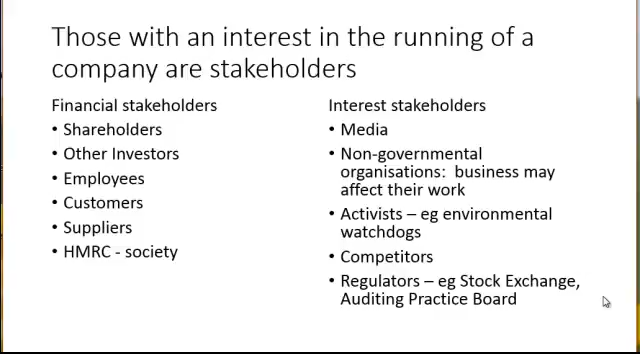 Those with an interest in the running of a
company are stakeholders
Financial stakeholders
• Shareholders
• Other Investors
• Employees
• Customers
• Suppliers
• HMRC - society
Interest stakeholders
• Media
• Non-governmental
organisations:  business may
affect their work
• Activists – eg environmental
watchdogs
• Competitors
• Regulators – eg Stock Exchange,
Auditing Practice Board